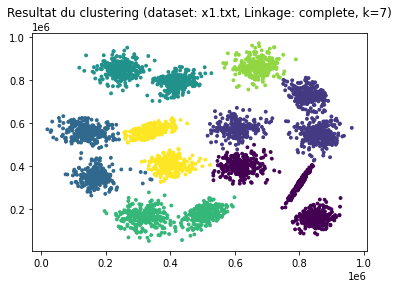 Resultat du clustering (dataset: x1.txt, Linkage: complete, k=7)
1e6
1.0
0.8
0.6
0.4
0.2
0.0 0.2 0.4 0.6 0.8 1.0
1e6